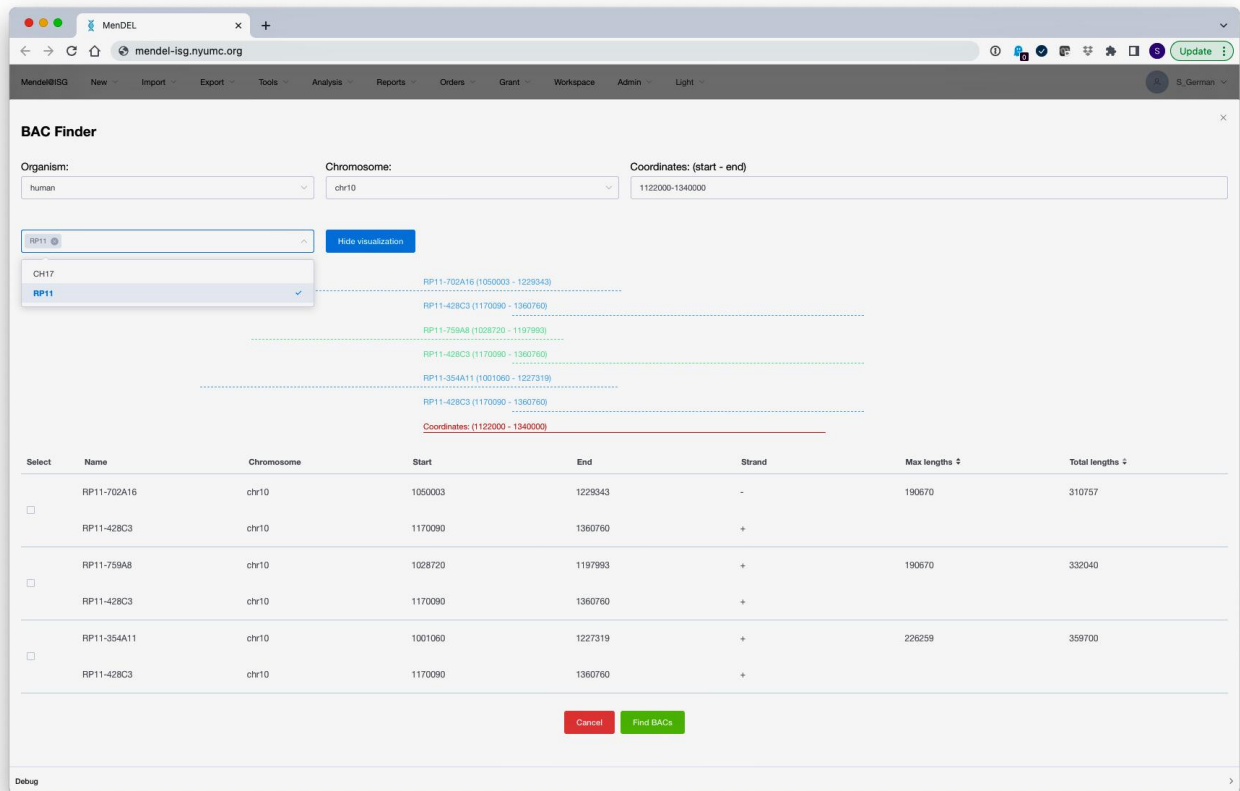 MenDEL
mendel-isg.nyumc.org
0
S
Update
Mendel@ISG New Import Export Tools Analysis Reports Orders Grant Workspace Admin Light S_German
BAC Finder
Organism: Chromosome: Coordinates: (start - end)
human chr10 1122000-1340000
RP11 Hide visualization
CH17
RP11
RP11-702A16 (1050003 - 1229343)
RP11-428C3 (1170090 - 1360760)
RP11-759A8 (1028720 - 1197993)
RP11-428C3 (1170090 - 1360760)
RP11-354A11 (1001060 - 1227319)
RP11-428C3 (1170090 - 1360760)
Coordinates: (1122000 - 1340000)
Select Name Chromosome Start End Strand Max lengths Total lengths
RP11-702A16 chr10 1050003 1229343 - 190670 310757
RP11-428C3 chr10 1170090 1360760 +
RP11-759A8 chr10 1028720 1197993 + 190670 332040
RP11-428C3 chr10 1170090 1360760 +
RP11-354A11 chr10 1001060 1227319 + 226259 359700
RP11-428C3 chr10 1170090 1360760 +
Cancel Find BACs
Debug